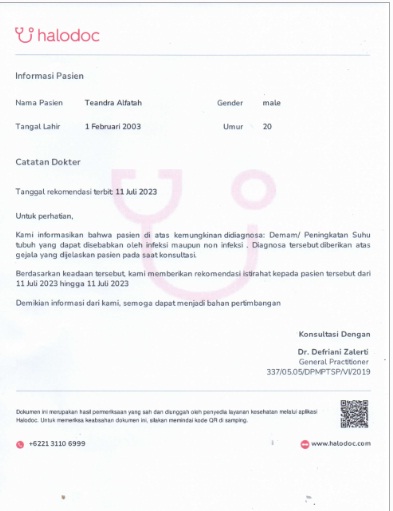 halodoc
Informasi Pasien
Nama Pasien Teandra Alfatah Gender male
Tangal Lahir 1 Februari 2003 Umur 20
Catatan Dokter
Tanggal rekomendasi terbit: 11 Juli 2023
Untuk perhatian,
Kami informasikan bahwa pasien di atas kemungkinan didiagnosa: Demam/ Peningkatan Suhu
tubuh yang dapat disebabkan oleh infeksi maupun non infeksi . Diagnosa tersebut diberikan atas
gejala yang dijelaskan pasien pada saat konsultasi.
Berdasarkan keadaan tersebut, kami memberikan rekomendasi istirahat kepada pasien tersebut dari
11 Juli 2023 hingga 11 Juli 2023
Demikian informasi dari kami, semoga dapat menjadi bahan pertimbangan
Konsultasi Dengan
Dr. Defriani Zalerti
General Practitioner
337/05.05/DPMPTSP/VI/2019
Dokumen ini merupakan hasil pemeriksaan yang sah dan diunggah oleh penyedia layanan kesehatan melalui aplikasi
Halodoc. Untuk memeriksa keabsahan dokumen ini, silakan memindai kode QR di samping.
+6221 3110 6999 www.halodoc.com